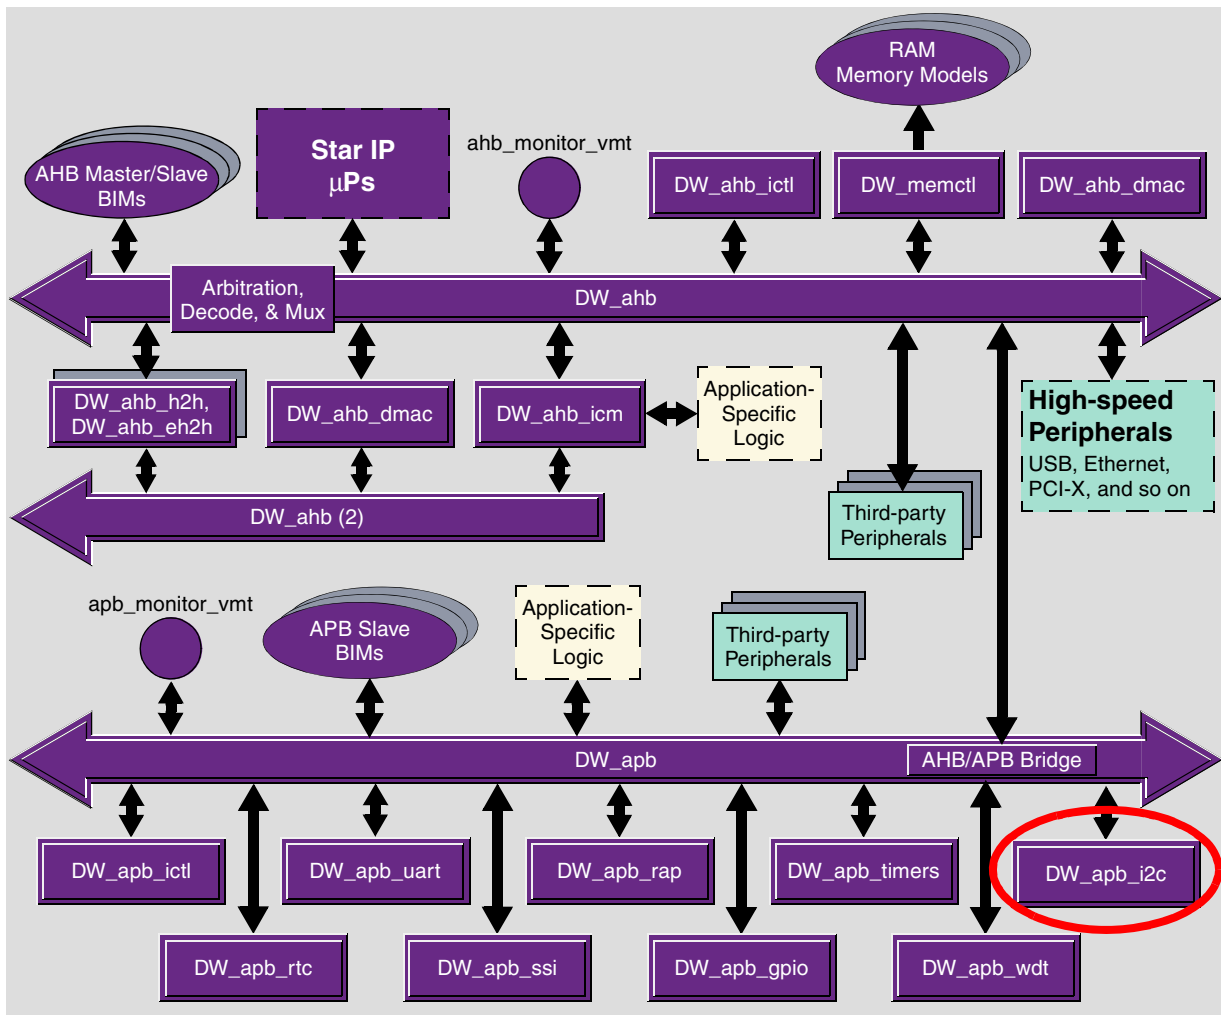 RAM
Memory Models
AHB Master/Slave
BIMs
Star IP
μPs
ahb_monitor_vmt
DW_ahb_ictl
DW_memctl
DW_ahb_dmac
Arbitration,
Decode, & Mux
DW_ahb
DW_ahb_h2h,
DW_ahb_eh2h
DW_ahb_dmac
DW_ahb_icm
Application-
Specific
Logic
High-speed
Peripherals
USB, Ethernet,
PCI-X, and so on
DW_ahb (2)
Third-party
Peripherals
apb_monitor_vmt
APB Slave
BIMs
Application-
Specific
Logic
Third-party
Peripherals
DW_apb
AHB/APB Bridge
DW_apb_ictl
DW_apb_uart
DW_apb_rap
DW_apb_timers
DW_apb_i2c
DW_apb_rtc
DW_apb_ssi
DW_apb_gpio
DW_apb_wdt